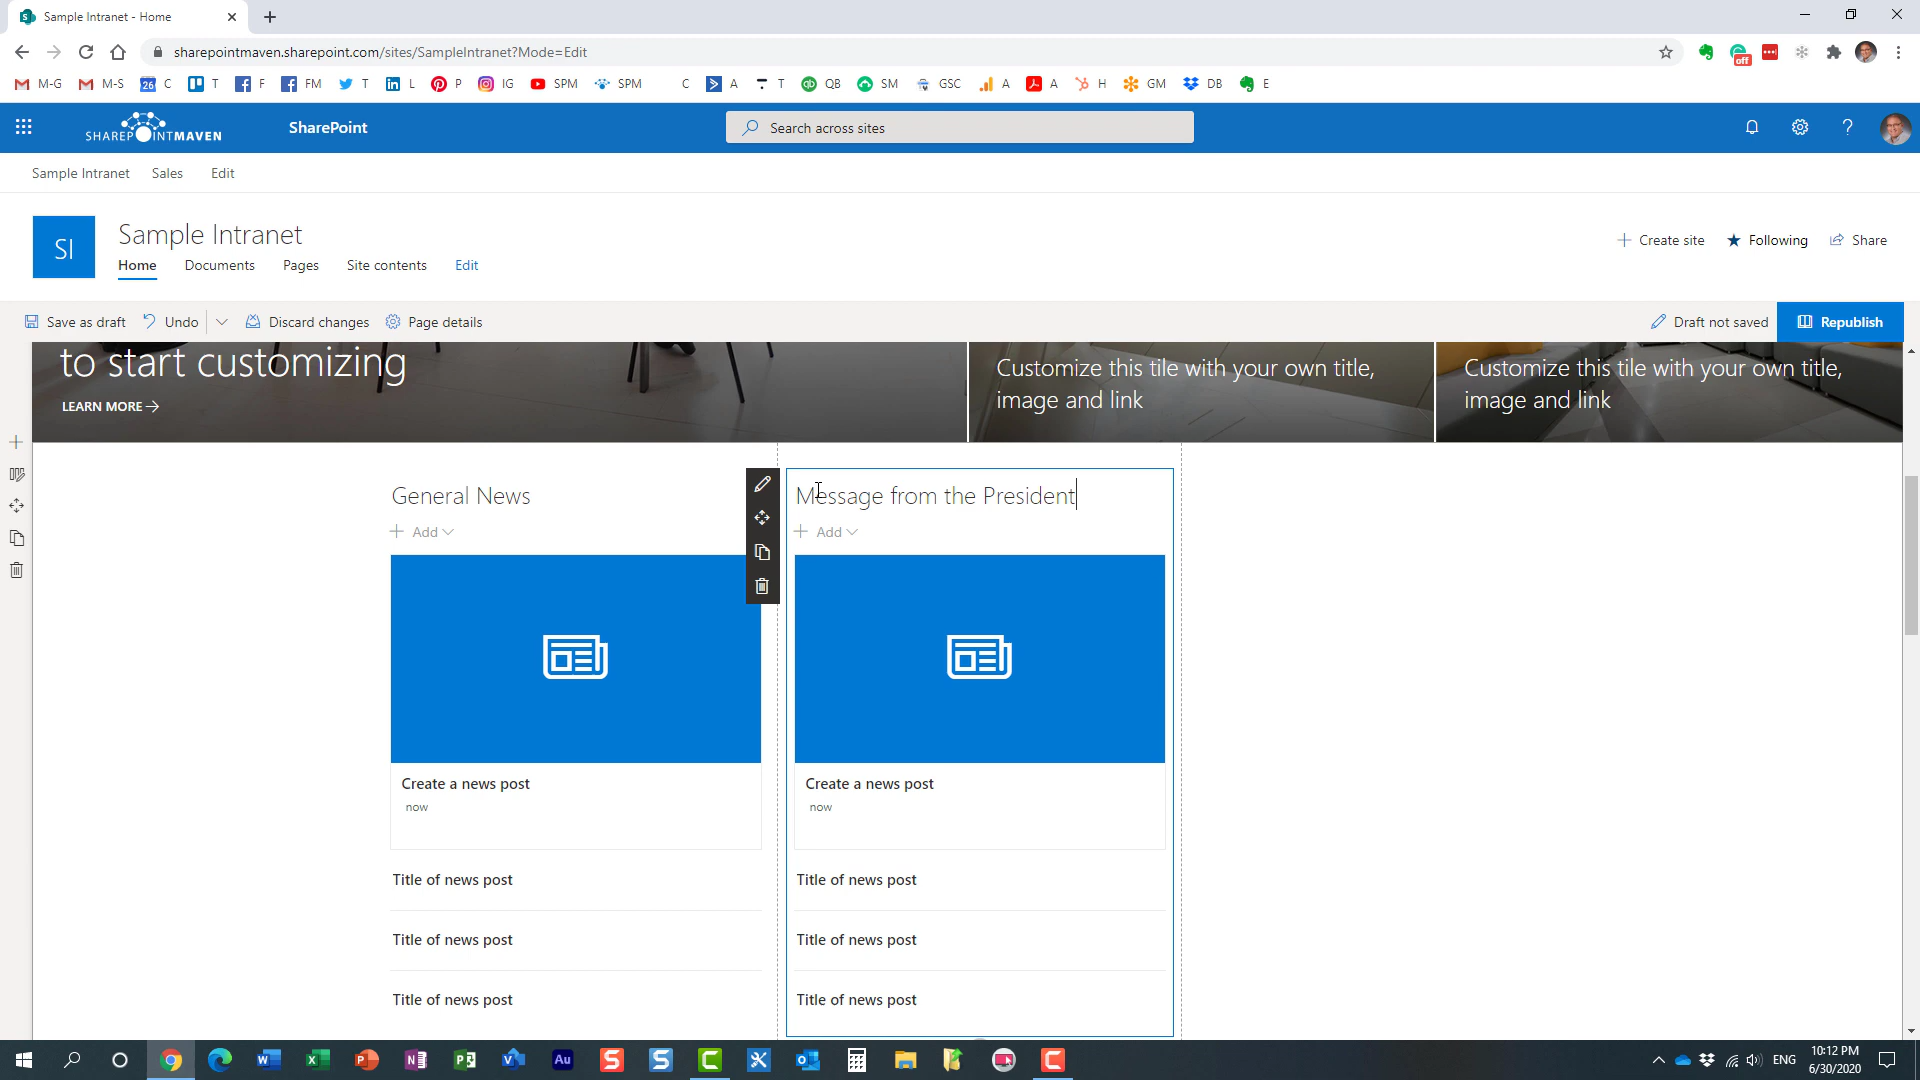 Sample Intranet - Home
sharepointmaven.sharepoint.com/sites/SampleIntranet?Mode=Edit
M-G M-S 26 C T F FM T L P IG SPM SPM C A T QB SM GSC A A H GM DB E
off
SHAREPOINTMAVEN SharePoint Search across sites ?
Sample Intranet Sales Edit
SI
Sample Intranet
Home Documents Pages Site contents Edit
Create site Following Share
Save as draft Undo Discard changes Page details Draft not saved Republish
to start customizing
LEARN MORE
Customize this tile with your own title,
image and link
Customize this tile with your own title,
image and link
General News
Add
Create a news post
now
Title of news post
Title of news post
Title of news post
Message from the President
Add
Create a news post
now
Title of news post
Title of news post
Title of news post
ENG
10:12 PM
6/30/2020